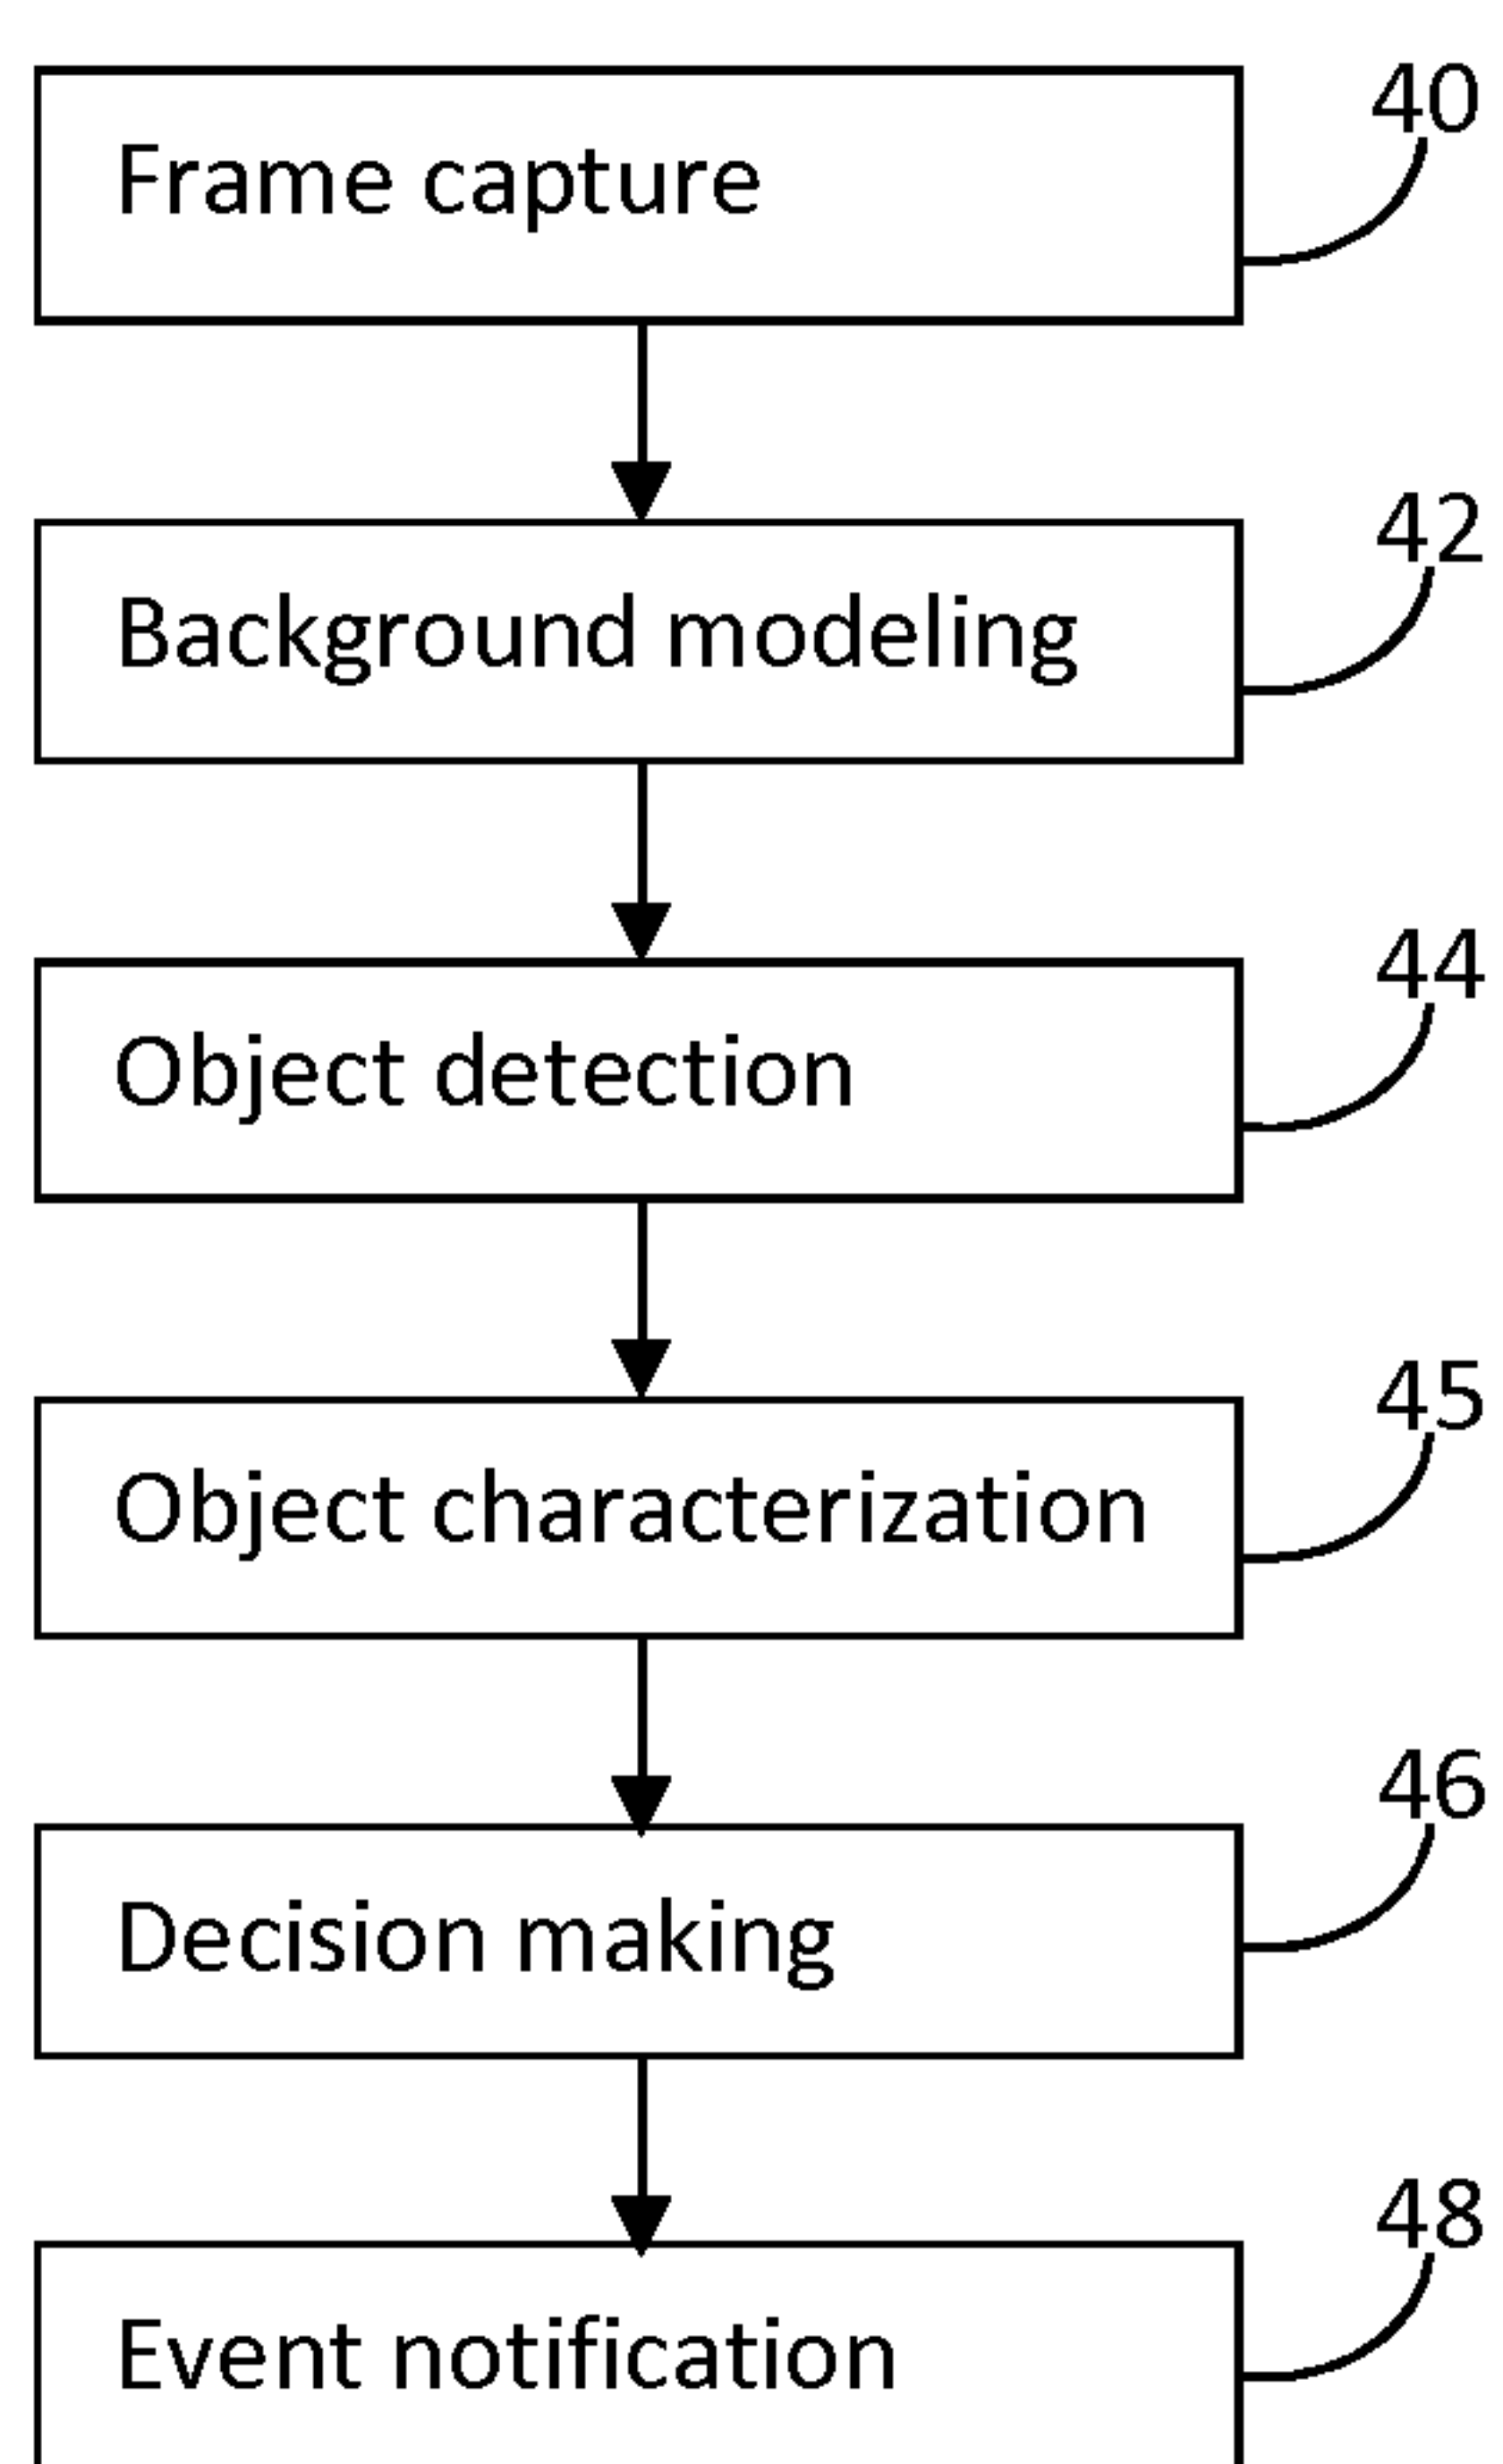 40
Frame capture
42
Background modeling
44
Object detection
45
Object characterization
46
Decision making
48
Event notification